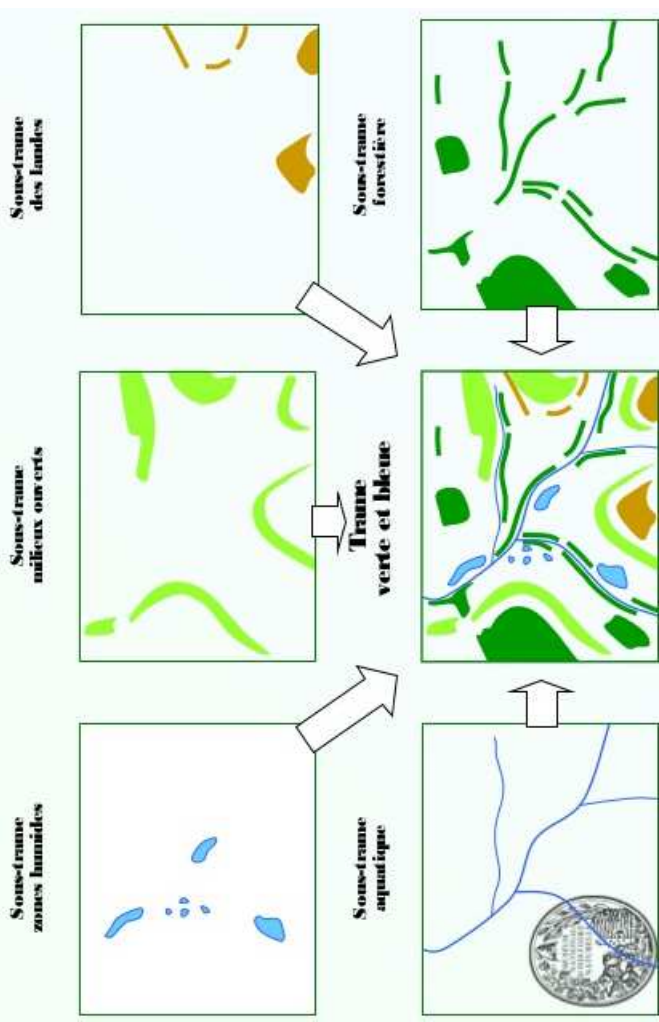 Sous-trame
zones humides
Sous-trame
milieux ouverts
Sous-trame
des landes
Sous-trame
aquatique
Trame
verte et bleue
Sous-trame
forestière